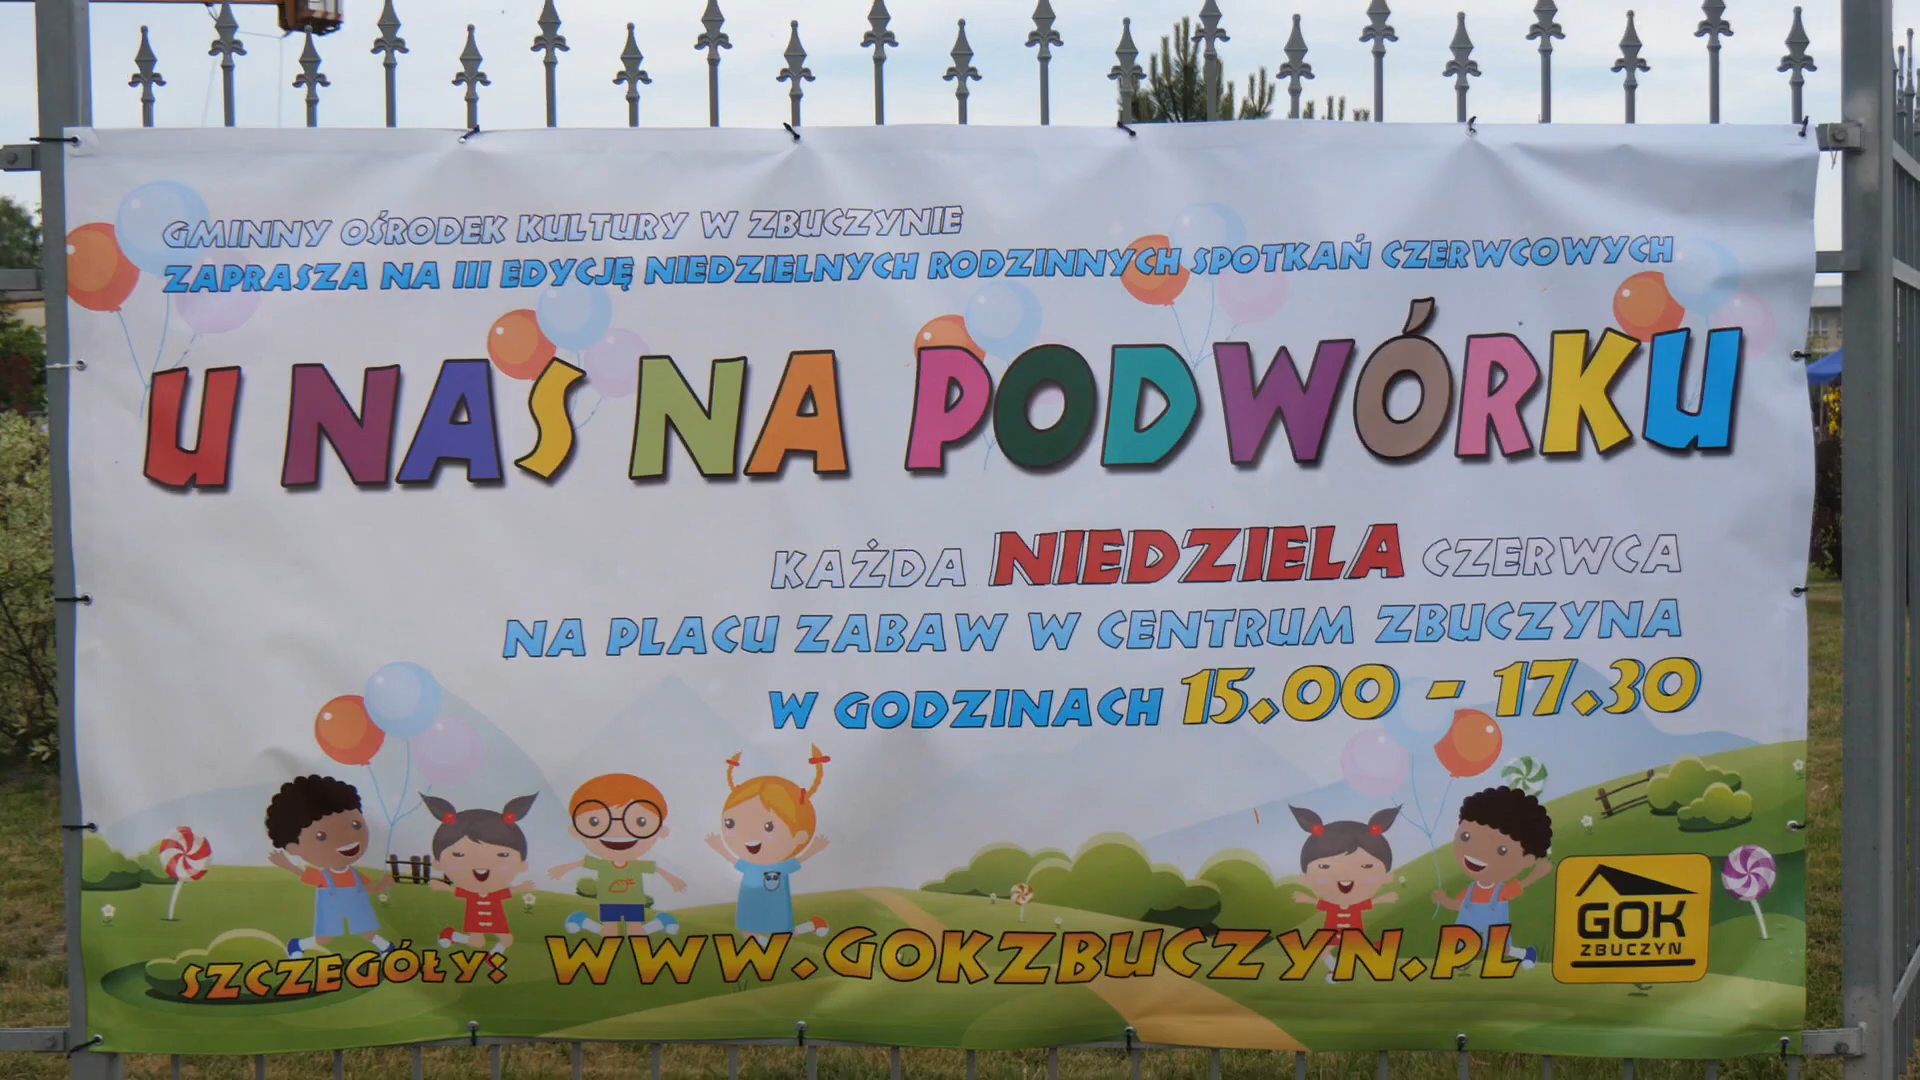 GMINNY OŚRODEK KULTURY W ZBUCZYNIE
ZAPRASZA NA III EDYCJĘ NIEDZIELNYCH RODZINNYCH SPOTKAŃ CZERWCOWYCH
U NAS NA PODWÓRKU
KAŻDA NIEDZIELA CZERWCA
NA PLACU ZABAW W CENTRUM ZBUCZYNA
W GODZINACH 15.00 - 17.30
SZCZEGÓŁY: WWW.GOKZBUCZYN.PL
GOK
ZBUCZYN